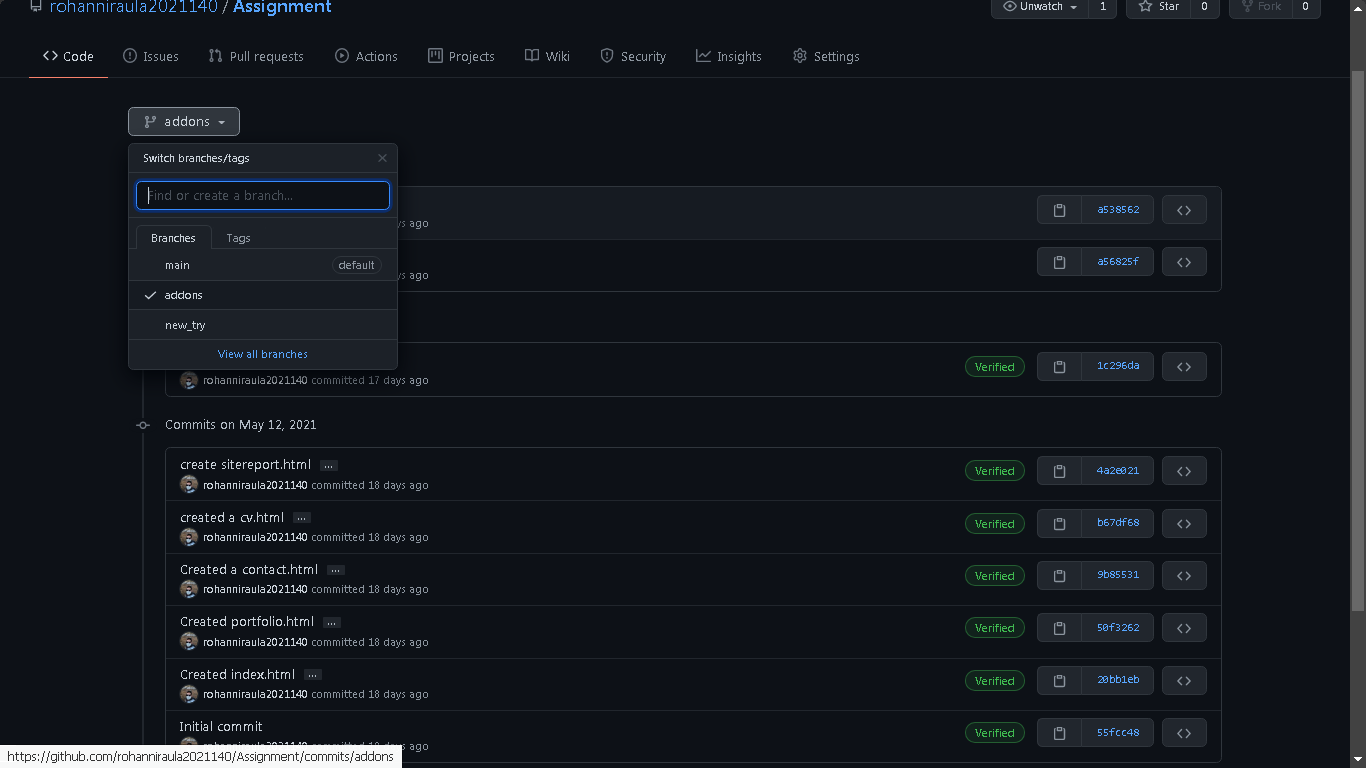 rohanniraula2021140 / Assignment
Unwatch 1 Star 0 Fork 0
Code Issues Pull requests Actions Projects Wiki Security Insights Settings
addons
Switch branches/tags
Find or create a branch...
Branches Tags
main default
addons
new_try
View all branches
ys ago a538562
ys ago a56825f
rohanniraula2021140 committed 17 days ago Verified 1c296da
Commits on May 12, 2021
create sitereport.html ...
rohanniraula2021140 committed 18 days ago Verified 4a2e021
created a cv.html ...
rohanniraula2021140 committed 18 days ago Verified b67df60
Created a contact.html ...
rohanniraula2021140 committed 18 days ago Verified 9b85531
Created portfolio.html ...
rohanniraula2021140 committed 18 days ago Verified 50f3262
Created index.html ...
rohanniraula2021140 committed 18 days ago Verified 20bb1eb
Initial commit
rohanniraula2021140 committed 18 days ago Verified 55fcc48
https://github.com/rohanniraula2021140/Assignment/commits/addons